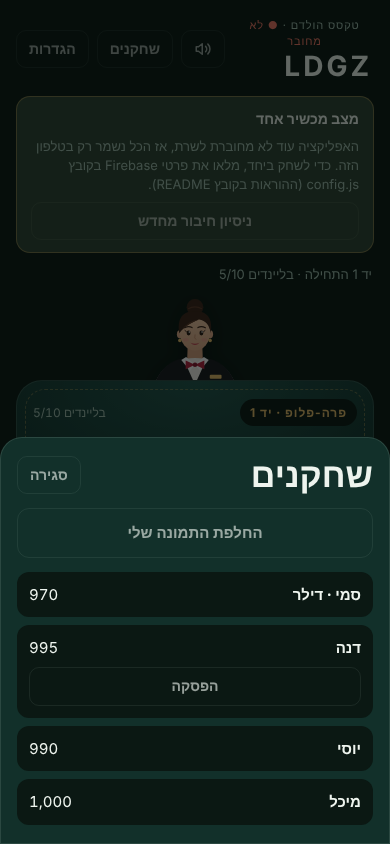 טקסס הולדם · לא
מחובר
LDGZ
שחקנים
הגדרות
מצב מכשיר אחד
האפליקציה עוד לא מחוברת לשרת, אז הכל נשמר רק בטלפון
הזה. כדי לשחק ביחד, מלאו את פרטי Firebase בקובץ
config.js (ההוראות בקובץ README).
ניסיון חיבור מחדש
יד 1 התחילה · בליינדים 5/10
פרה-פלופ · יד 1
בליינדים 5/10
שחקנים
סגירה
החלפת התמונה שלי
סמי · דילר 970
דנה 995
הפסקה
יוסי 990
מיכל 1,000